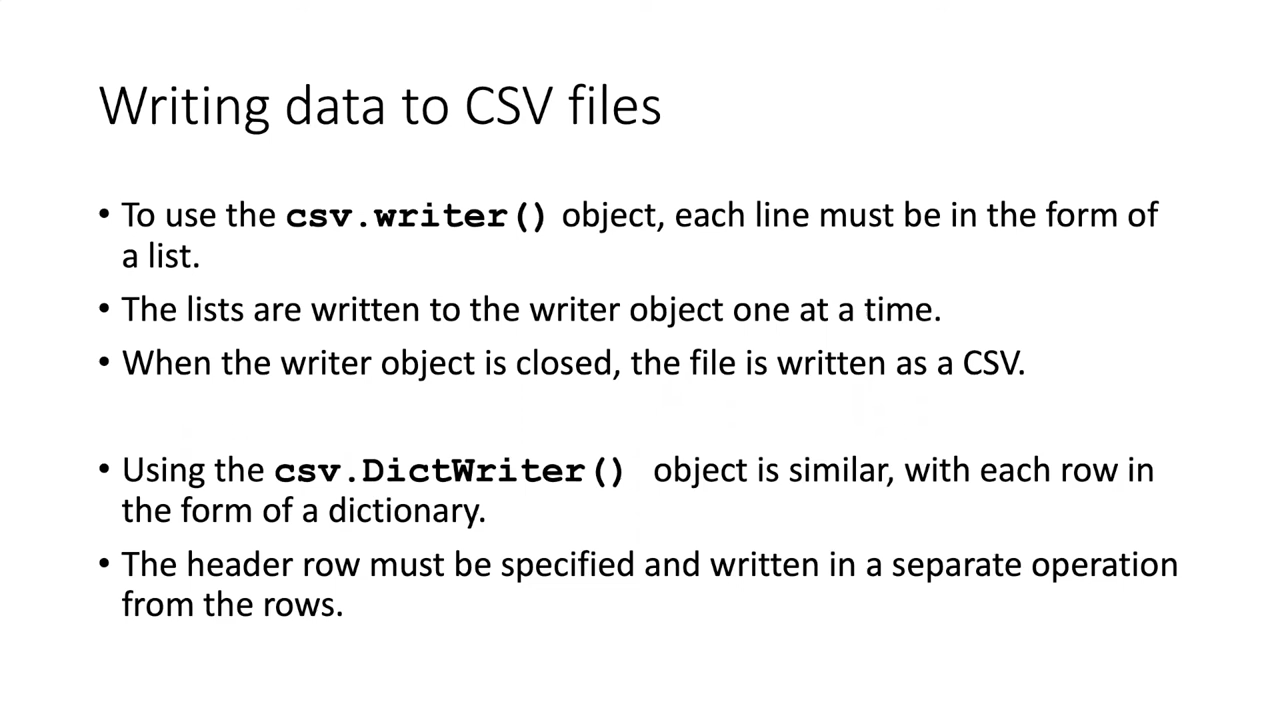 Writing data to CSV files
• To use the csv.writer() object, each line must be in the form of
a list.
• The lists are written to the writer object one at a time.
• When the writer object is closed, the file is written as a CSV.
• Using the csv.DictWriter() object is similar, with each row in
the form of a dictionary.
• The header row must be specified and written in a separate operation
from the rows.